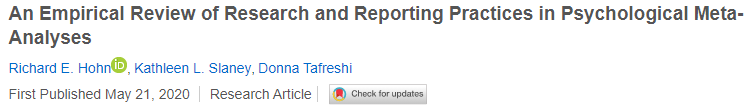 An Empirical Review of Research and Reporting Practices in Psychological Meta-
Analyses
Richard E. Hohn iD, Kathleen L. Slaney, Donna Tafreshi
First Published May 21, 2020 Research Article Check for updates